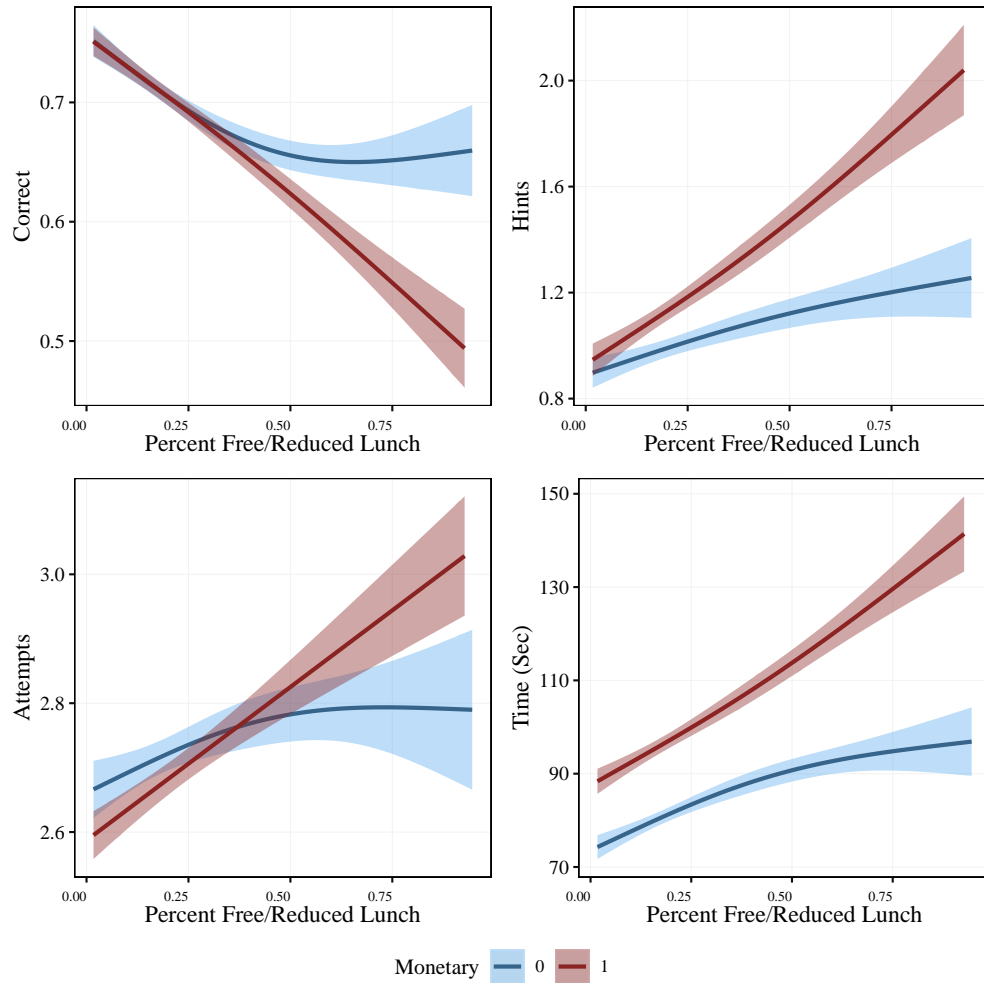 Correct
0.7
0.6
0.5
0.00 0.25 0.50 0.75
Percent Free/Reduced Lunch
Hints
2.0
1.6
1.2
0.8
0.00 0.25 0.50 0.75
Percent Free/Reduced Lunch
Attempts
3.0
2.8
2.6
0.00 0.25 0.50 0.75
Percent Free/Reduced Lunch
Time (Sec)
150
130
110
90
70
0.00 0.25 0.50 0.75
Percent Free/Reduced Lunch
Monetary 0 1